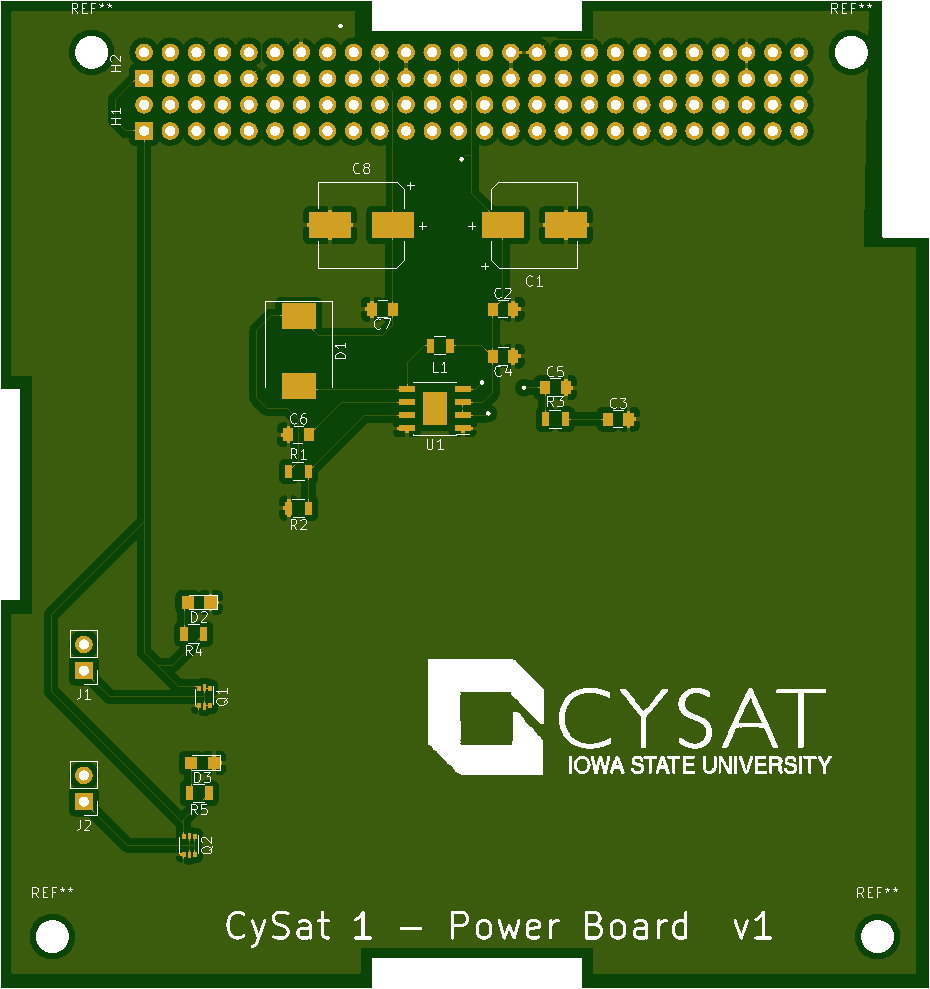 REF** REF**
H2
H1
C8
+
+ +
+
C1
C2
C7
D1
L1
C4
C5
R3
C3
C6
U1
R1
R2
D2
R4
J1
Q1
CYSAT
IOWA STATE UNIVERSITY
D3
R5
J2
Q2
REF** REF**
CySat 1 - Power Board v1